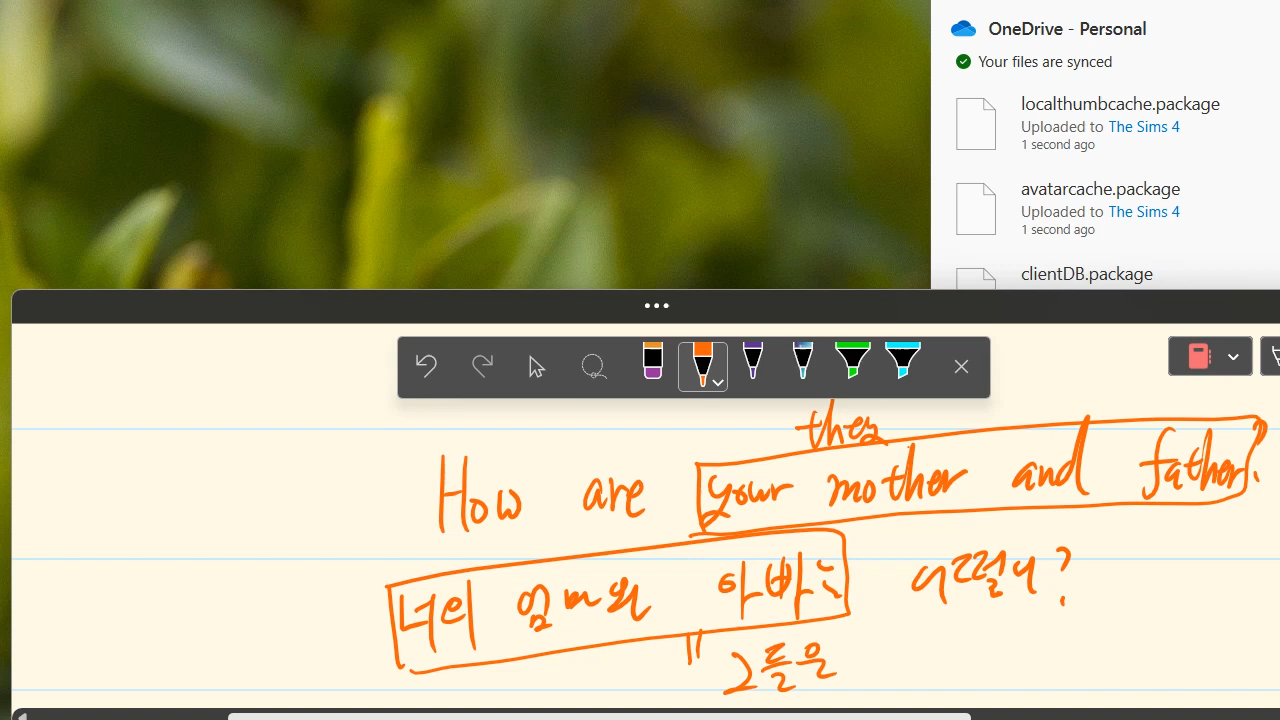 OneDrive - Personal
Your files are synced
localthumbcache.package
Uploaded to The Sims 4
1 second ago
avatarcache.package
Uploaded to The Sims 4
1 second ago
clientDB.package
they
How are your mother and father?
너의 엄마와 아빠는 어떻니?
" 그들은